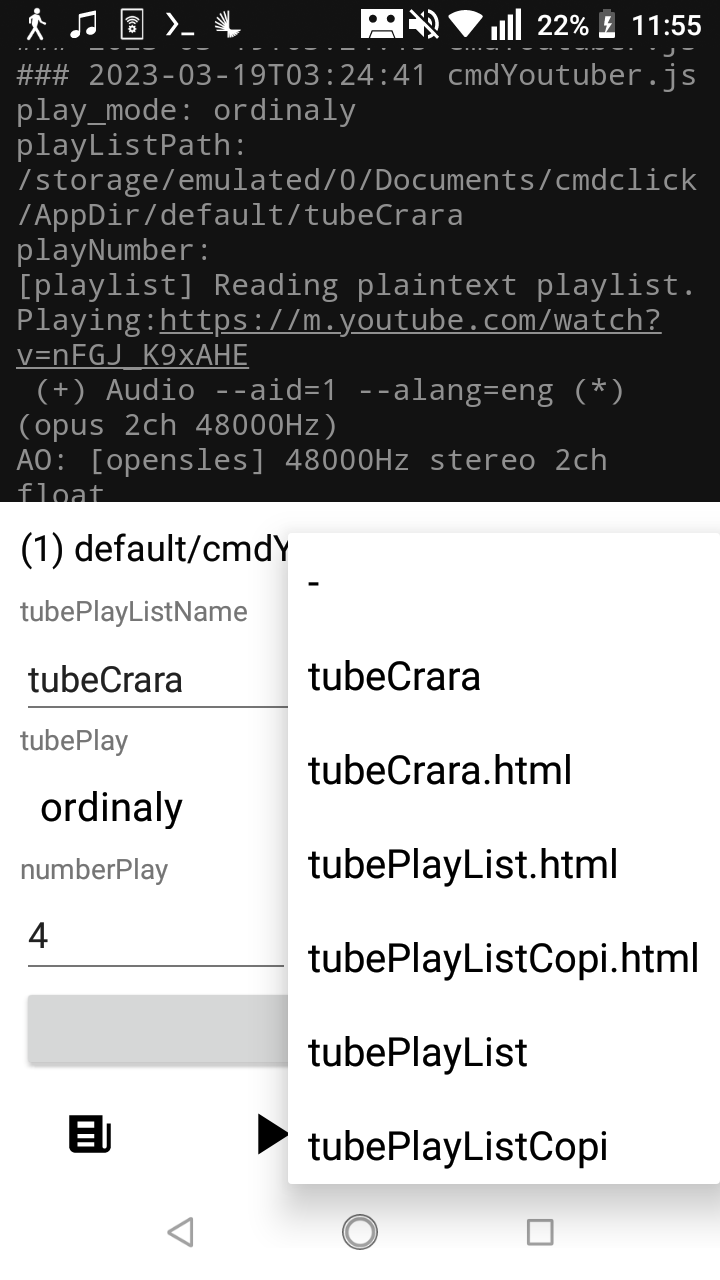 22% 11:55
### 2023-03-19T03:24:41 cmdYoutuber.js
play_mode: ordinaly
playListPath:
/storage/emulated/0/Documents/cmdclick
/AppDir/default/tubeCrara
playNumber:
[playlist] Reading plaintext playlist.
Playing:https://m.youtube.com/watch?
v=nFGJ_K9xAHE
(+) Audio --aid=1 --alang=eng (*)
(opus 2ch 48000Hz)
AO: [opensles] 48000Hz stereo 2ch
float
(1) default/cmdY
tubePlayListName
tubeCrara
tubePlay
ordinaly
numberPlay
4
-
tubeCrara
tubeCrara.html
tubePlayList.html
tubePlayListCopi.html
tubePlayList
tubePlayListCopi